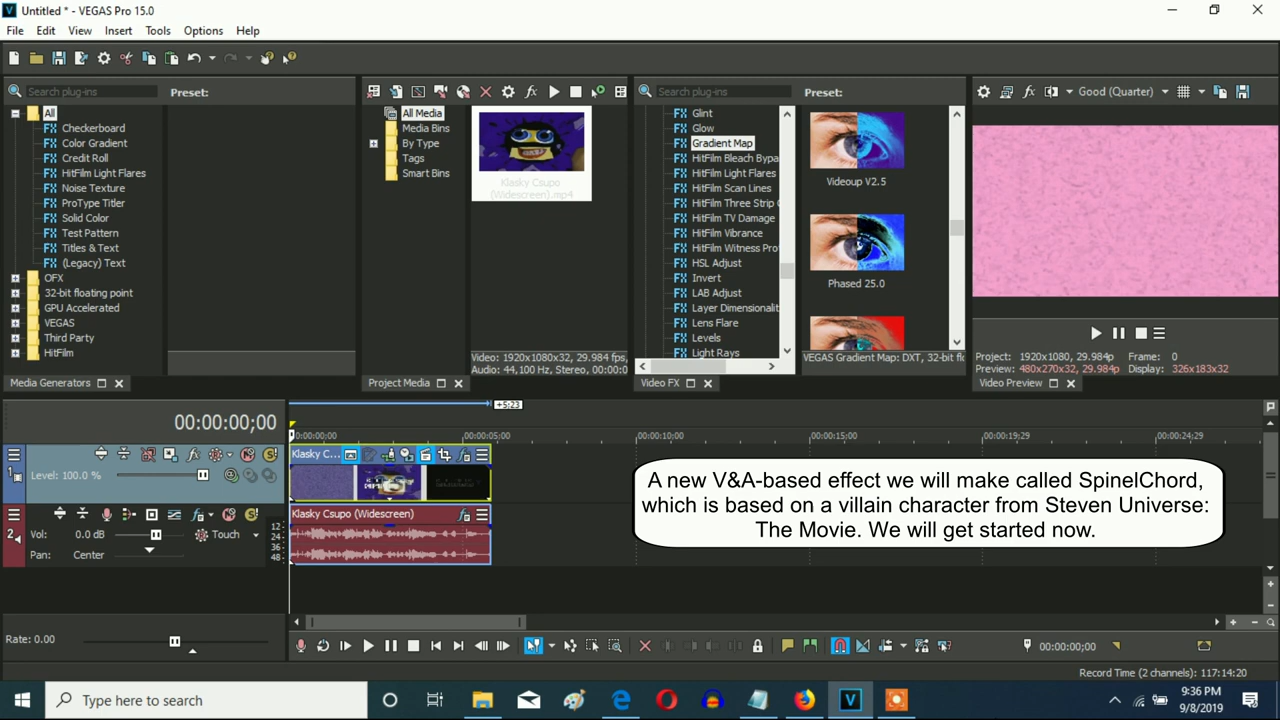 Untitled * - VEGAS Pro 15.0
File Edit View Insert Tools Options Help
Search plug-ins
Preset:
All
Checkerboard
Color Gradient
Credit Roll
HitFilm Light Flares
Noise Texture
ProType Titler
Solid Color
Test Pattern
Titles & Text
(Legacy) Text
OFX
32-bit floating point
GPU Accelerated
VEGAS
Third Party
HitFilm
Media Generators
All Media
Media Bins
By Type
Tags
Smart Bins
Klasky Csupo
(Widescreen).mp4
Video: 1920x1080x32, 29.984 fps,
Audio: 44,100 Hz, Stereo, 00:00:0
Project Media
Search plug-ins
Preset:
Glint
Glow
Gradient Map
HitFilm Bleach Bypa
HitFilm Light Flares
HitFilm Scan Lines
HitFilm Three Strip C
HitFilm TV Damage
HitFilm Vibrance
HitFilm Witness Pro
HSL Adjust
Invert
LAB Adjust
Layer Dimensionalit
Lens Flare
Levels
Light Rays
Videoup V2.5
Phased 25.0
VEGAS Gradient Map: DXT, 32-bit fl
Video FX
Good (Quarter)
Project: 1920x1080, 29.984p Frame: 0
Preview: 480x270x32, 29.984p Display: 326x183x32
Video Preview
00:00:00;00
+5;23
00:00:00;00 00:00:05;00 00:00:10;00 00:00:15;00 00:00:19;29 00:00:24;29
1
Level: 100.0 %
Klasky C...
2
Vol: 0.0 dB Touch
Pan: Center
12
24
36
48
Klasky Csupo (Widescreen)
A new V&A-based effect we will make called SpinelChord,
which is based on a villain character from Steven Universe:
The Movie. We will get started now.
Rate: 0.00
00:00:00;00
Record Time (2 channels): 117:14:20
Type here to search
9:36 PM
9/8/2019